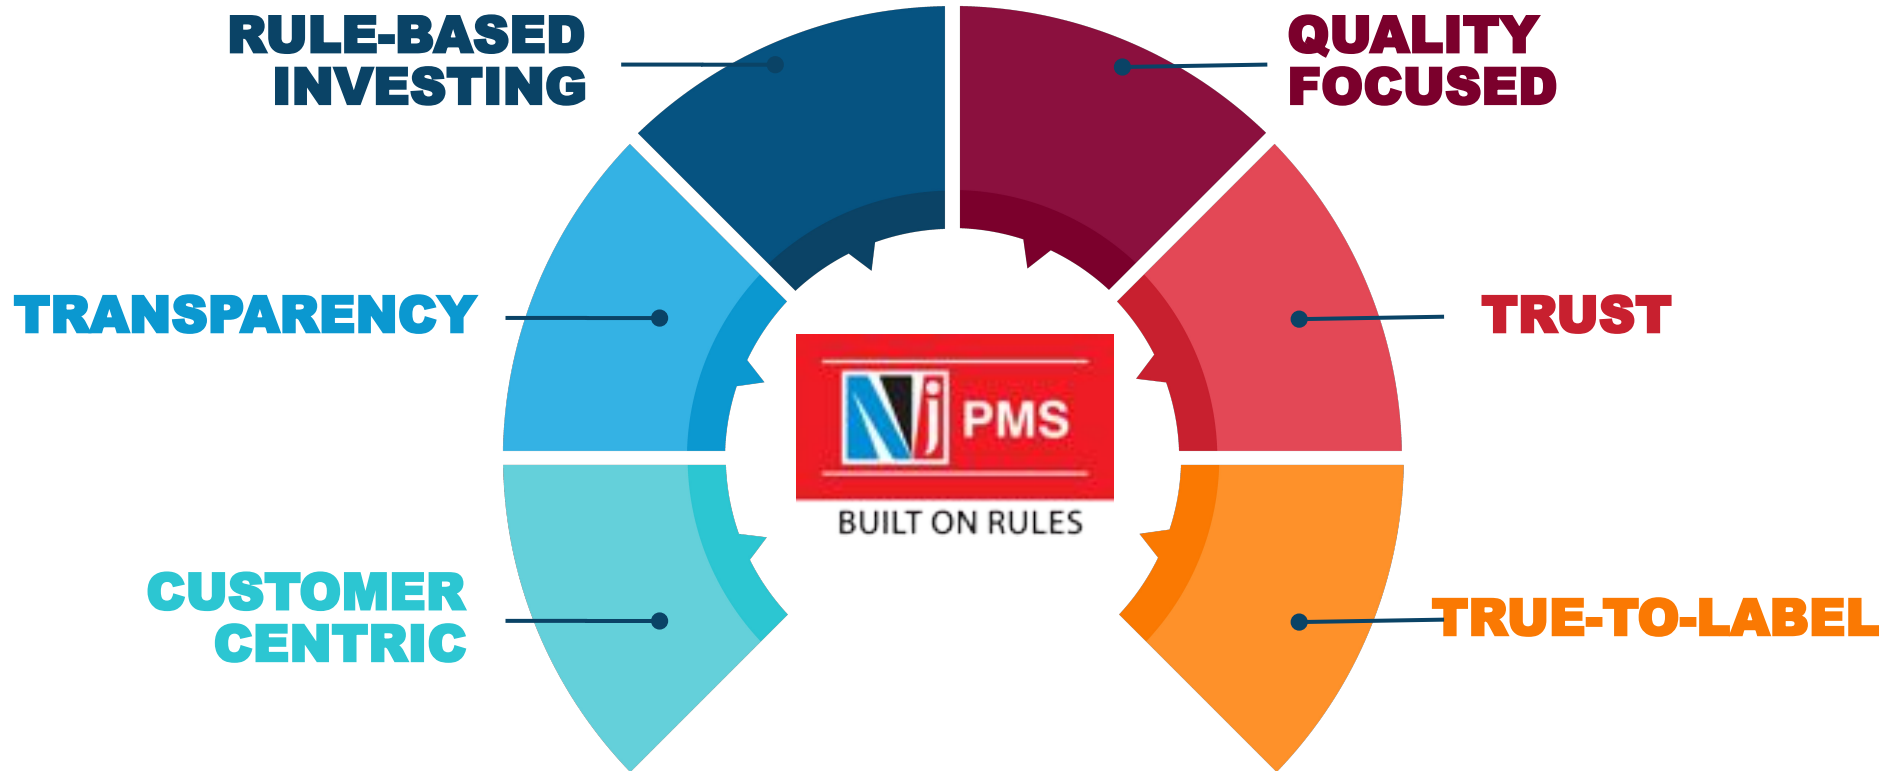 RULE-BASED
INVESTING
QUALITY
FOCUSED
TRANSPARENCY
TRUST
Nj PMS
BUILT ON RULES
CUSTOMER
CENTRIC
TRUE-TO-LABEL